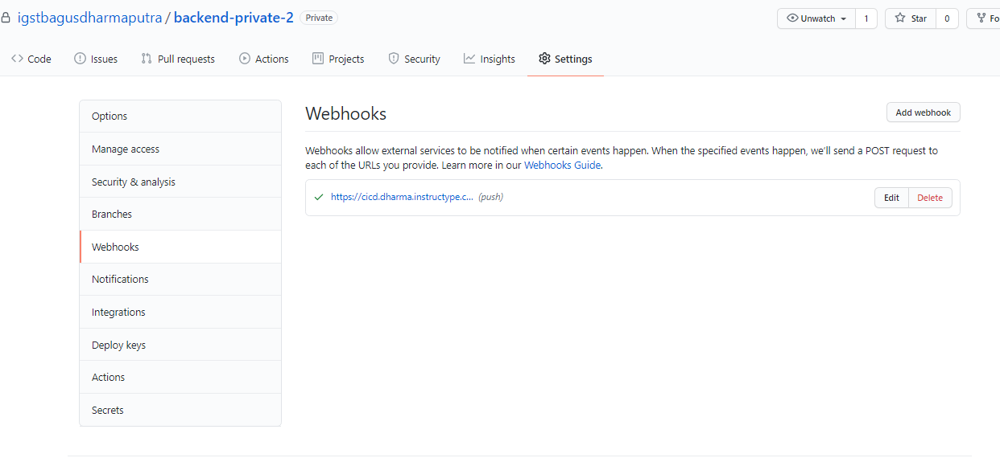 igstbagusdharmaputra / backend-private-2 Private Unwatch 1 Star 0 Fo
Code Issues Pull requests Actions Projects Security Insights Settings
Options
Manage access
Security & analysis
Branches
Webhooks
Notifications
Integrations
Deploy keys
Actions
Secrets
Webhooks Add webhook
Webhooks allow external services to be notified when certain events happen. When the specified events happen, we'll send a POST request to
each of the URLs you provide. Learn more in our Webhooks Guide.
https://cicd.dharma.instructype.c... (push) Edit Delete